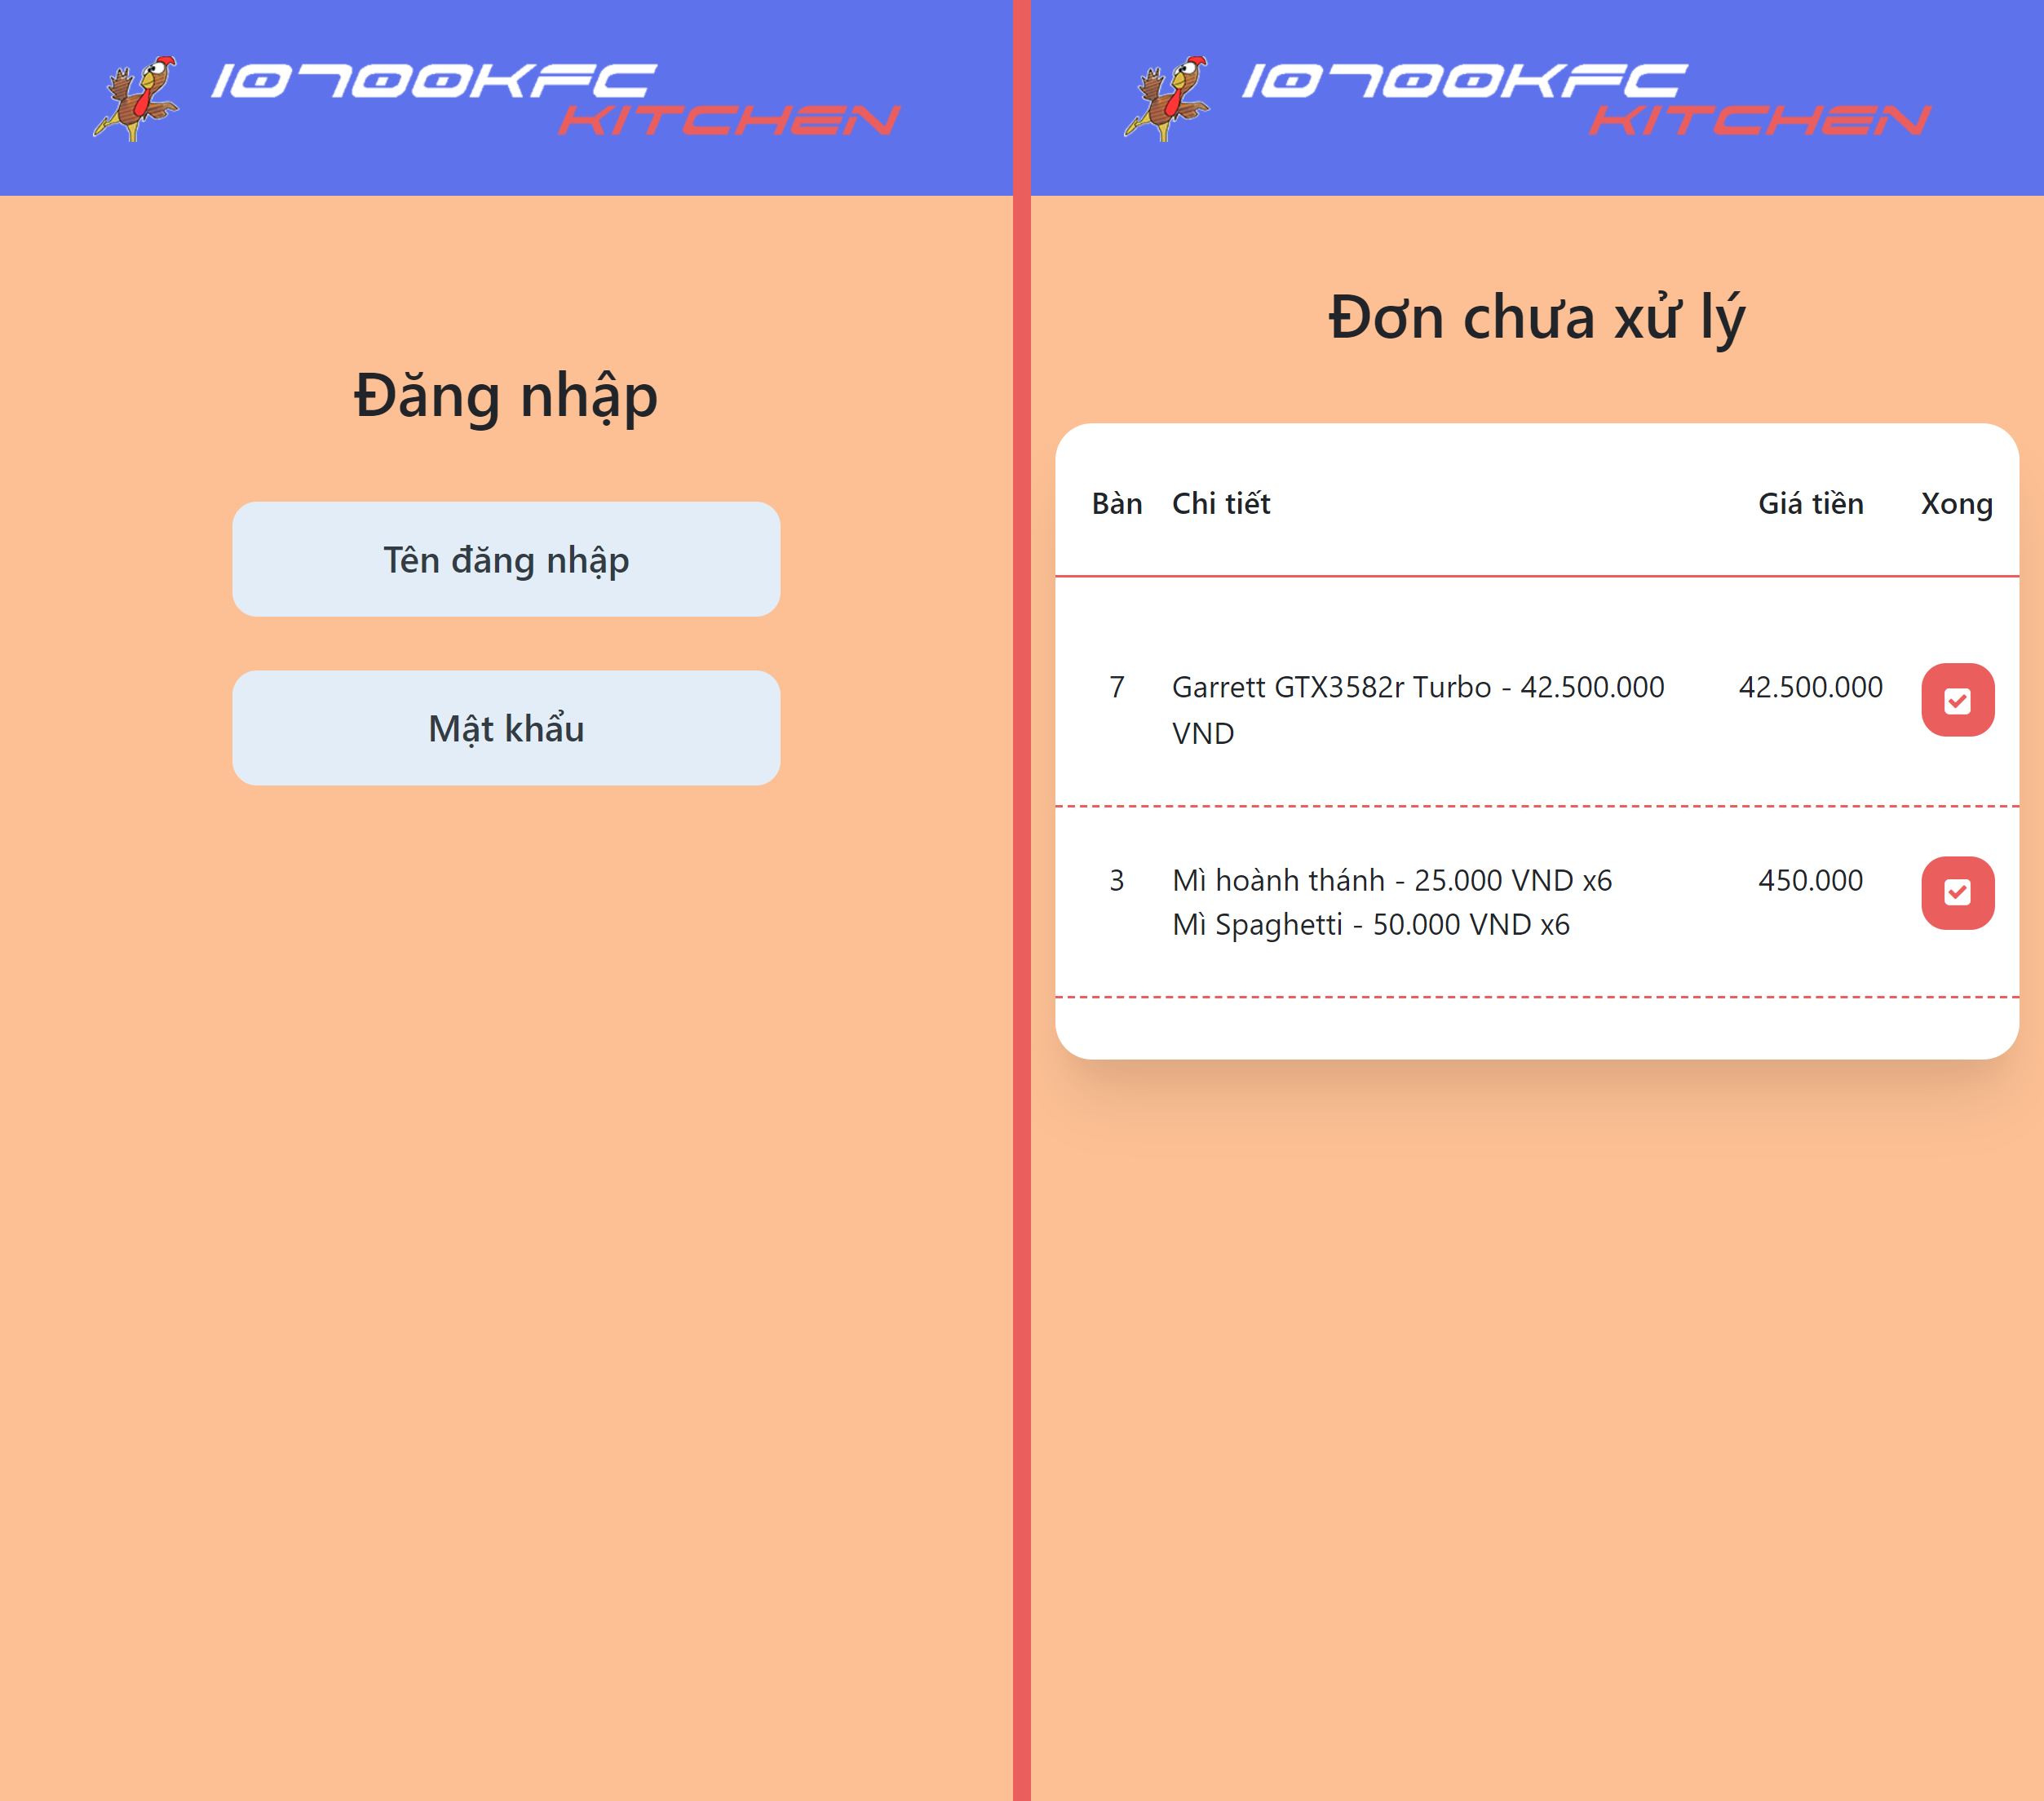 10700KFC
KITCHEN
Đăng nhập
Tên đăng nhập
Mật khẩu
10700KFC
KITCHEN
Đơn chưa xử lý
Bàn Chi tiết Giá tiền Xong
7 Garrett GTX3582r Turbo - 42.500.000 42.500.000
VND
3 Mì hoành thánh - 25.000 VND x6 450.000
Mì Spaghetti - 50.000 VND x6